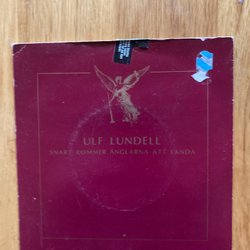 ULF LUNDELL
SNART KOMMER ÄNGLARNA ATT LANDA